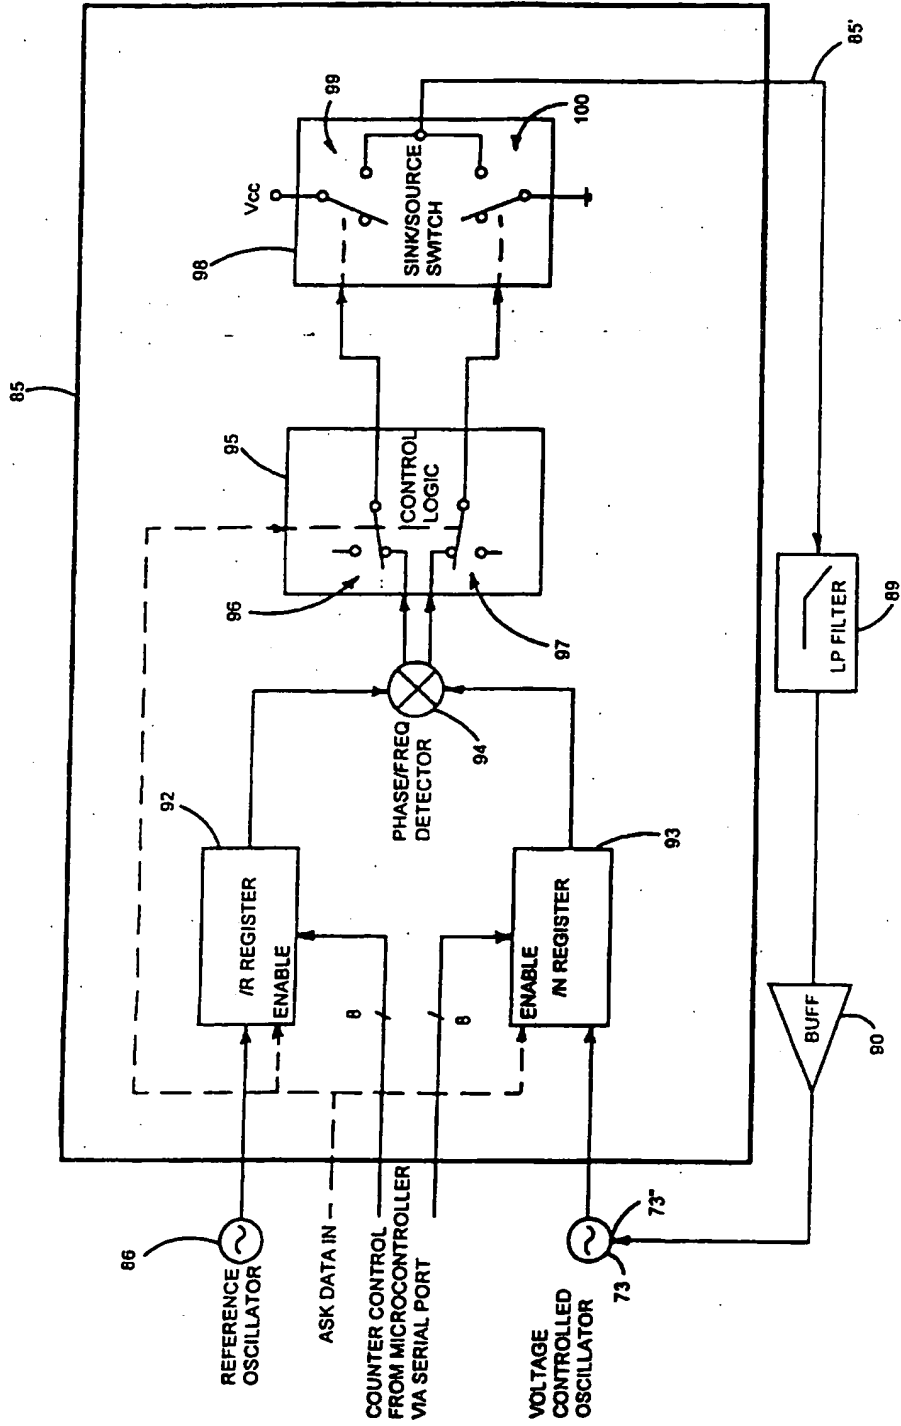 85
86
REFERENCE
OSCILLATOR
ASK DATA IN
COUNTER CONTROL
FROM MICROCONTROLLER
VIA SERIAL PORT
8
8
VOLTAGE
CONTROLLED
OSCILLATOR
73
73"
92
/R REGISTER
ENABLE
ENABLE
/N REGISTER
93
PHASE/FREQ
DETECTOR
94
95
96
CONTROL
LOGIC
97
98
Vcc
99
SINK/SOURCE
SWITCH
100
85'
LP FILTER
89
BUFF
90